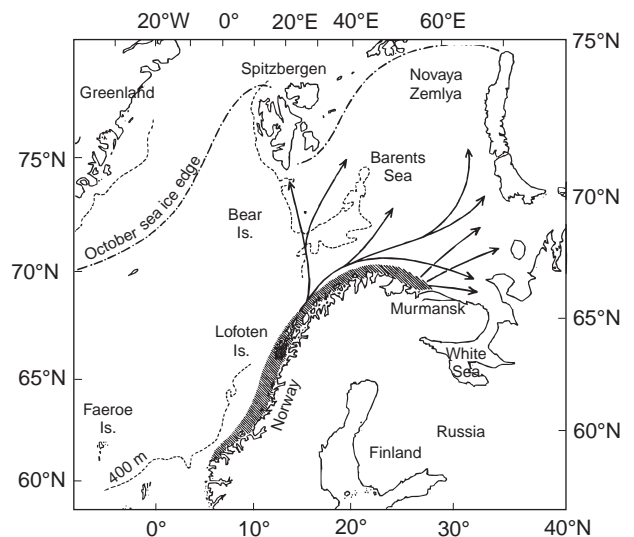 20°W 0° 20°E 40°E 60°E
75°N
Spitzbergen
Novaya
Zemlya
Greenland
75°N
Barents
Sea
70°N
October sea ice edge
Bear
Is.
70°N
Murmansk
65°N
Lofoten
Is.
White
Sea
65°N
Norway
Faeroe
Is.
Russia
60°N
Finland
400 m
60°N
0° 10° 20°E 30° 40°N